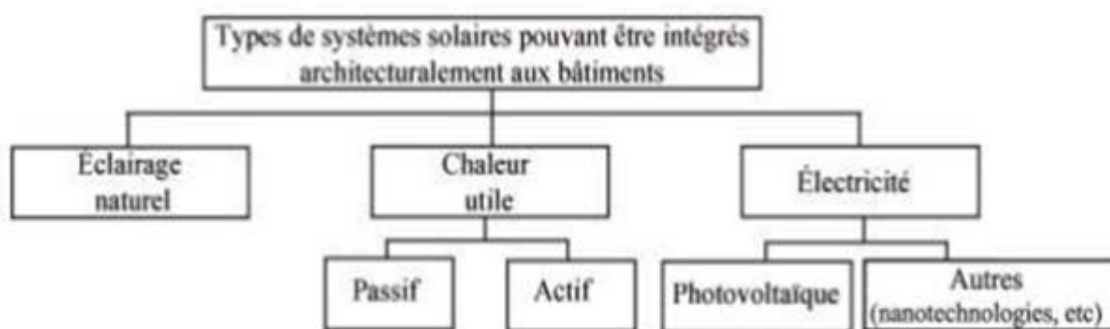 Types de systèmes solaires pouvant être intégrés
architecturalement aux bâtiments
Éclairage
naturel
Chaleur
utile
Électricité
Passif
Actif
Photovoltaïque
Autres
(nanotechnologies, etc)